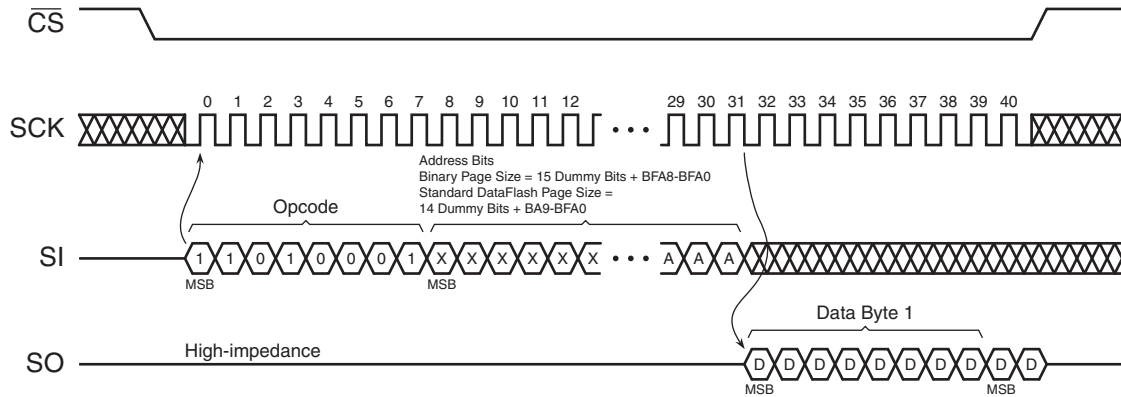 CS
0 1 2 3 4 5 6 7 8 9 10 11 12 29 30 31 32 33 34 35 36 37 38 39 40
SCK
Address Bits
Binary Page Size = 15 Dummy Bits + BFA8-BFA0
Standard DataFlash Page Size =
14 Dummy Bits + BA9-BFA0
Opcode
SI 1 1 0 1 0 0 0 1 X X X X X X • • • A A A
MSB MSB
Data Byte 1
High-impedance
SO D D D D D D D D D D
MSB MSB